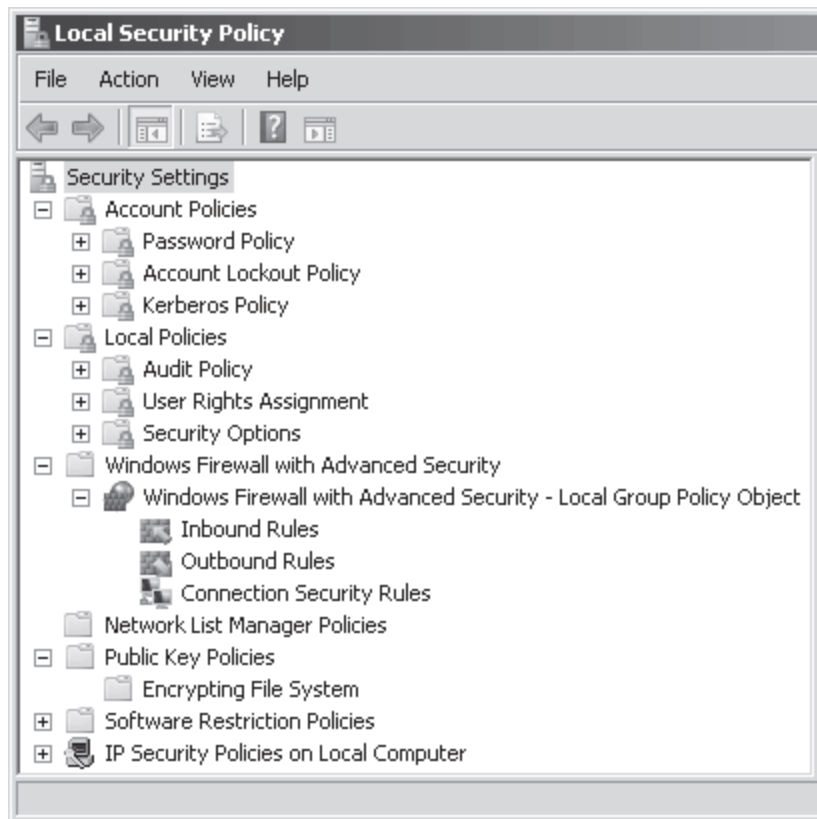 Local Security Policy
File Action View Help
?
Security Settings
Account Policies
Password Policy
Account Lockout Policy
Kerberos Policy
Local Policies
Audit Policy
User Rights Assignment
Security Options
Windows Firewall with Advanced Security
Windows Firewall with Advanced Security - Local Group Policy Object
Inbound Rules
Outbound Rules
Connection Security Rules
Network List Manager Policies
Public Key Policies
Encrypting File System
Software Restriction Policies
IP Security Policies on Local Computer